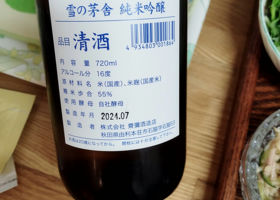 雪の茅舎 純米吟醸
品目 清酒
4934803001864
内容量 720ml
アルコール分 16度
原材料名 米(国産)、米麹(国産米)
精米歩合 55%
使用酵母 自社酵母
製造年月 2024.07
製造者 株式会社 齋彌酒造店
秋田県由利本荘市石脇字石脇53